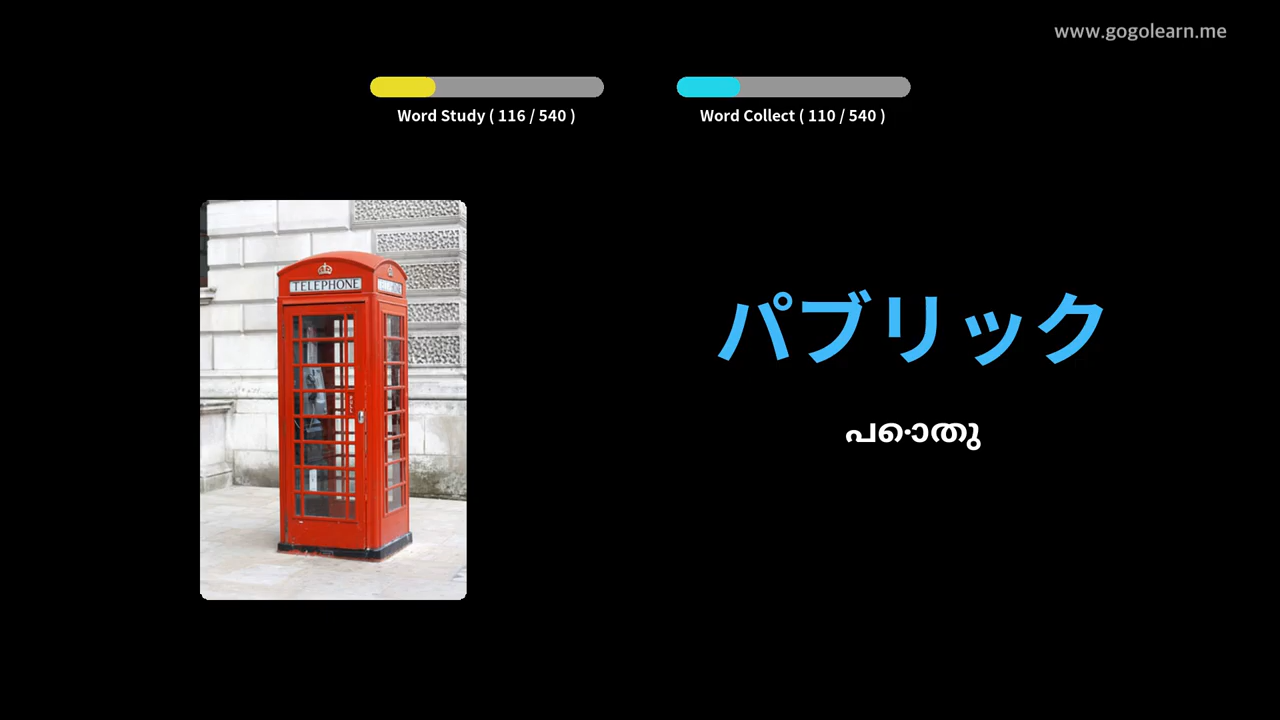 www.gogolearn.me
Word Study ( 116 / 540 )
Word Collect ( 110 / 540 )
TELEPHONE
パブリック
പൊതു